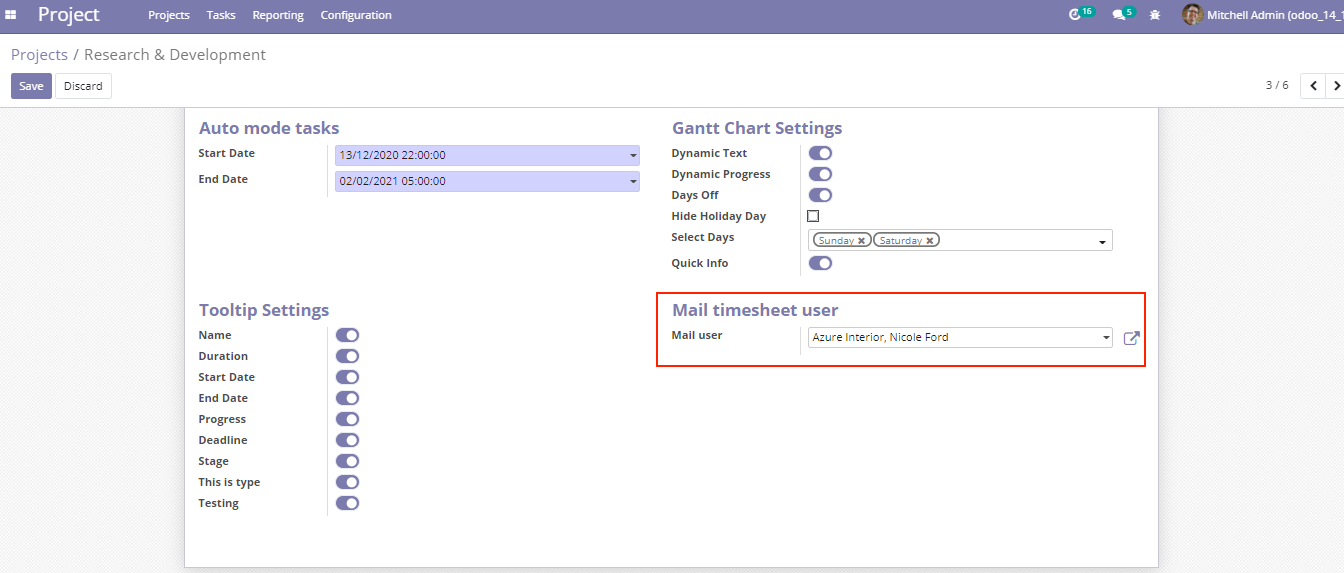 Project Projects Tasks Reporting Configuration 16 5 Mitchell Admin (odoo_14_1
Projects / Research & Development
Save Discard 3 / 6
Auto mode tasks
Start Date 13/12/2020 22:00:00
End Date 02/02/2021 05:00:00
Gantt Chart Settings
Dynamic Text
Dynamic Progress
Days Off
Hide Holiday Day
Select Days Sunday Saturday
Quick Info
Tooltip Settings
Name
Duration
Start Date
End Date
Progress
Deadline
Stage
This is type
Testing
Mail timesheet user
Mail user Azure Interior, Nicole Ford